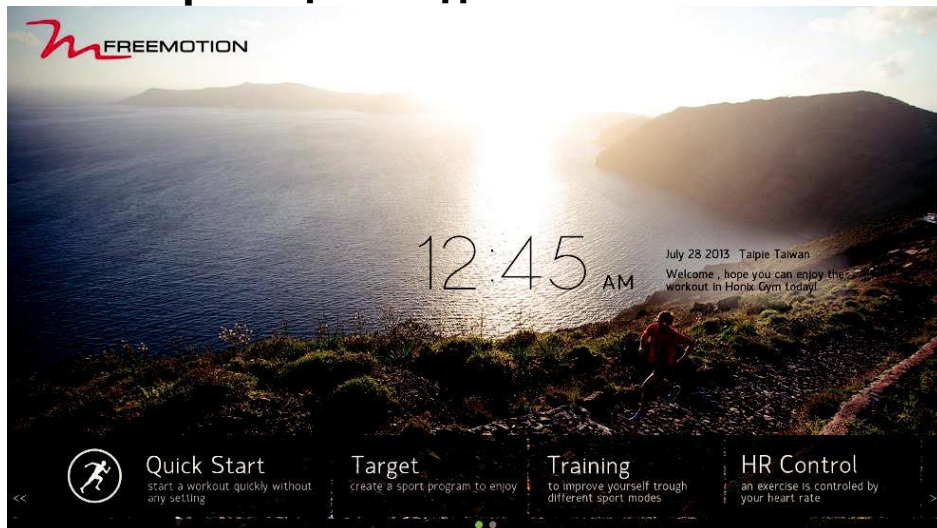 FREEMOTION
12:45 AM
July 28 2013 Taipie Taiwan
Welcome , hope you can enjoy the
workout in Honix Gym today!
Quick Start
start a workout quickly without
any setting
Target
create a sport program to enjoy
Training
to improve yourself trough
different sport modes
HR Control
an exercise is controled by
your heart rate
<<
>